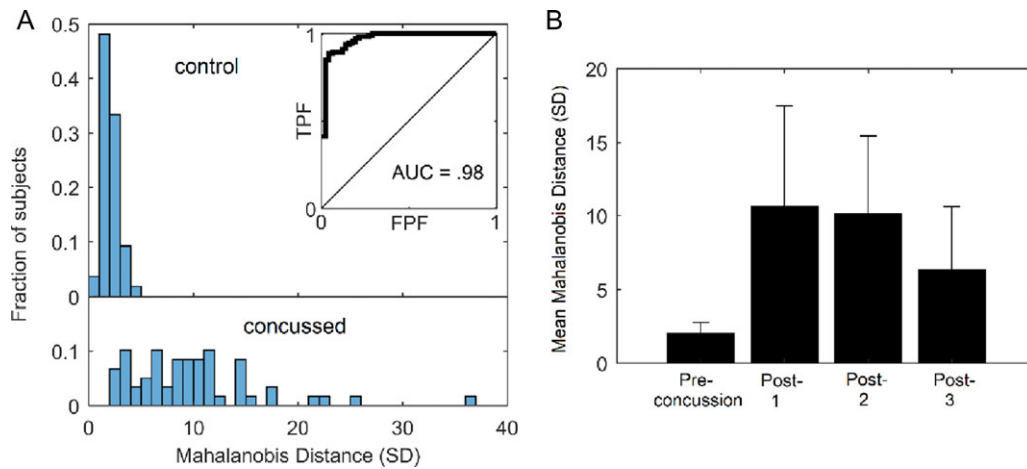 A
Fraction of subjects
0.5
0.4
0.3
0.2
0.1
0
control
1
TPF
AUC = .98
0
0
FPF
1
concussed
0.1
0
0
10
20
30
40
Mahalanobis Distance (SD)
B
Mean Mahalanobis Distance (SD)
20
15
10
5
0
Pre-
concussion
Post-
1
Post-
2
Post-
3